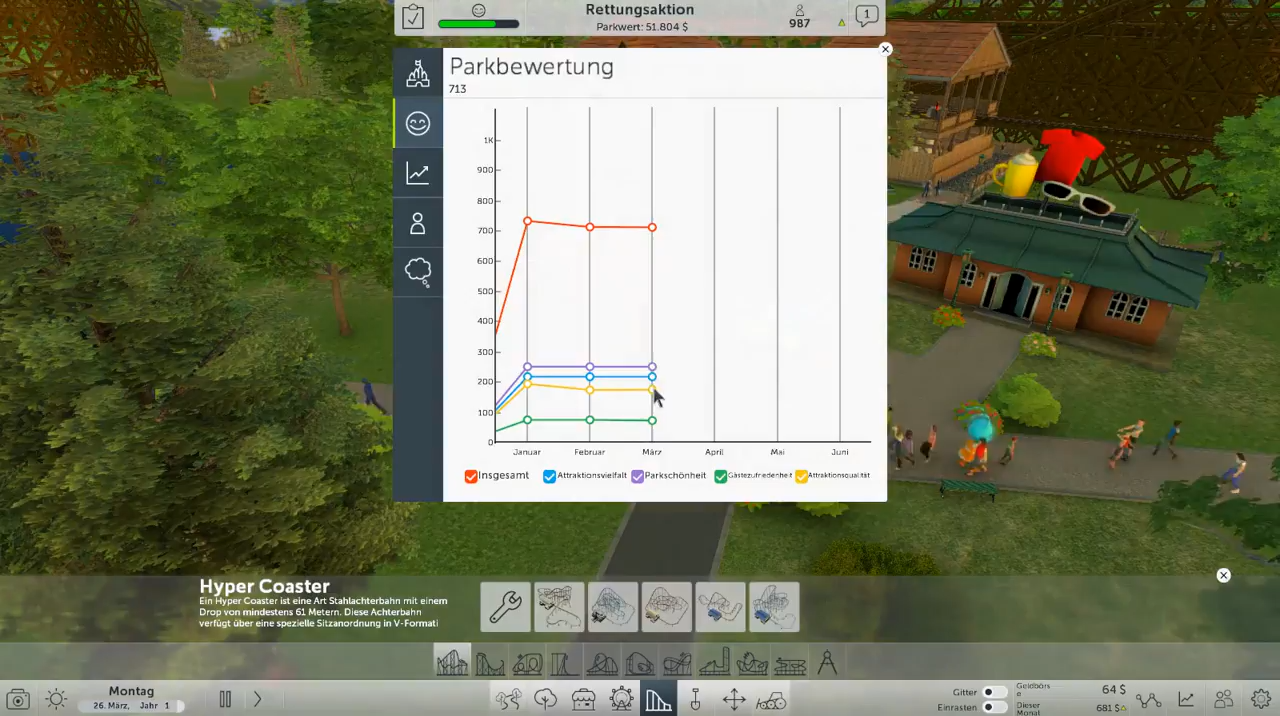 Rettungsaktion
Parkwert: 51.804 $
987
1
Parkbewertung
713
1K
900
800
700
600
500
400
300
200
100
0
Januar Februar März April Mai Juni
Insgesamt Attraktionsvielfalt Parkschönheit Gästezufriedenheit Attraktionsqualität
Hyper Coaster
Ein Hyper Coaster ist eine Art Stahlachterbahn mit einem
Drop von mindestens 61 Metern. Diese Achterbahn
verfügt über eine spezielle Sitzanordnung in V-Formati
Montag
26. März, Jahr 1
Gitter
Einrasten
Geldbörs
e
64 $
Dieser
Monat
681 $